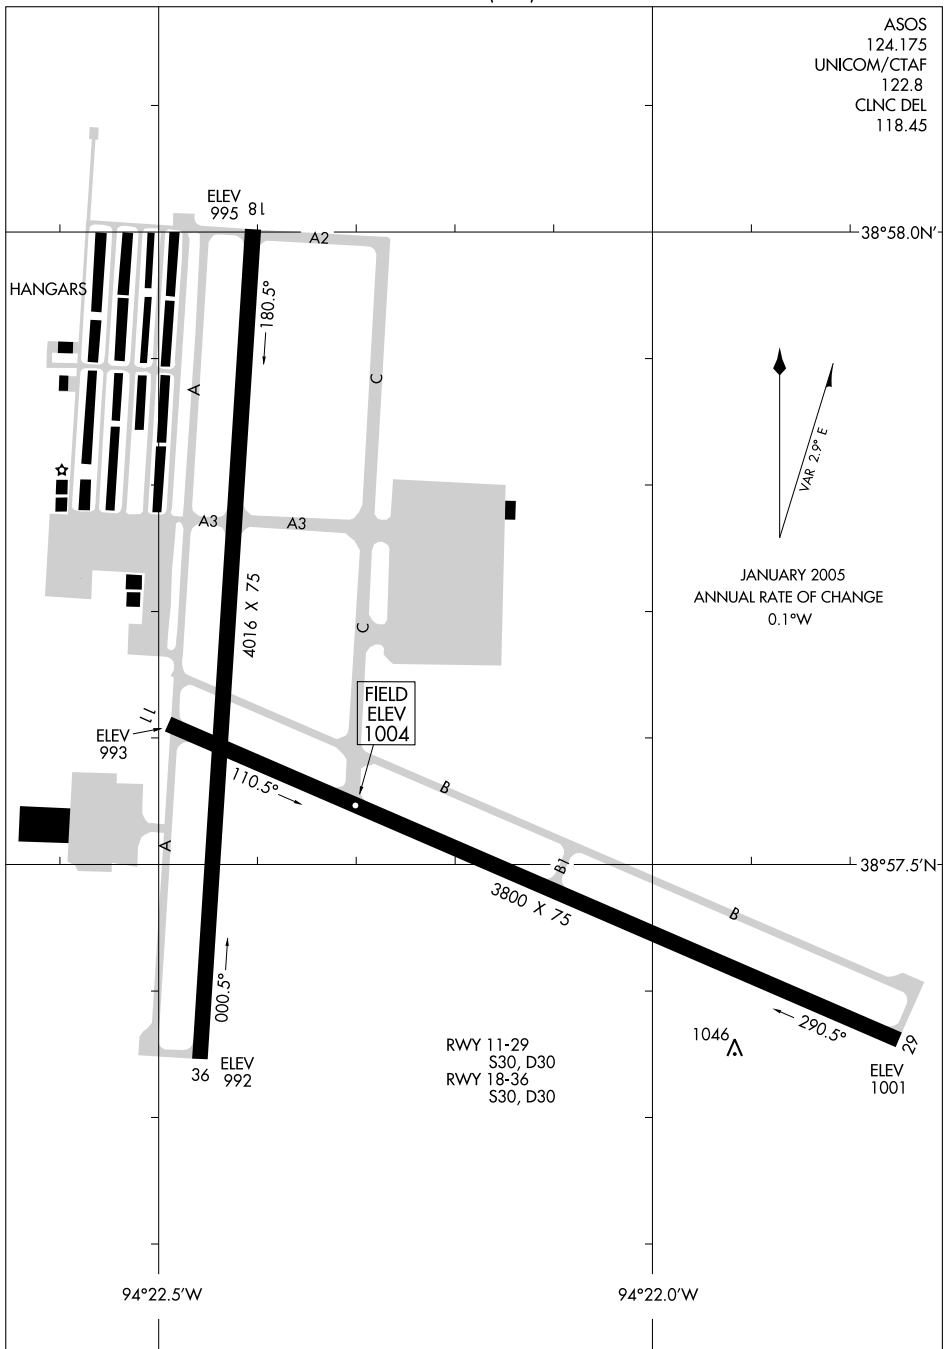 ASOS
124.175
UNICOM/CTAF
122.8
CLNC DEL
118.45
ELEV
995
18
A2
38°58.0N'
HANGARS
180.5°
A
C
VAR 2.9° E
A3
A3
JANUARY 2005
ANNUAL RATE OF CHANGE
0.1°W
4016 X 75
C
FIELD
ELEV
1004
11
ELEV
993
110.5°
B
A
B1
38°57.5'N
3800 X 75
B
000.5°
290.5°
1046
29
RWY 11-29
S30, D30
RWY 18-36
S30, D30
36
ELEV
992
ELEV
1001
94°22.5'W
94°22.0'W